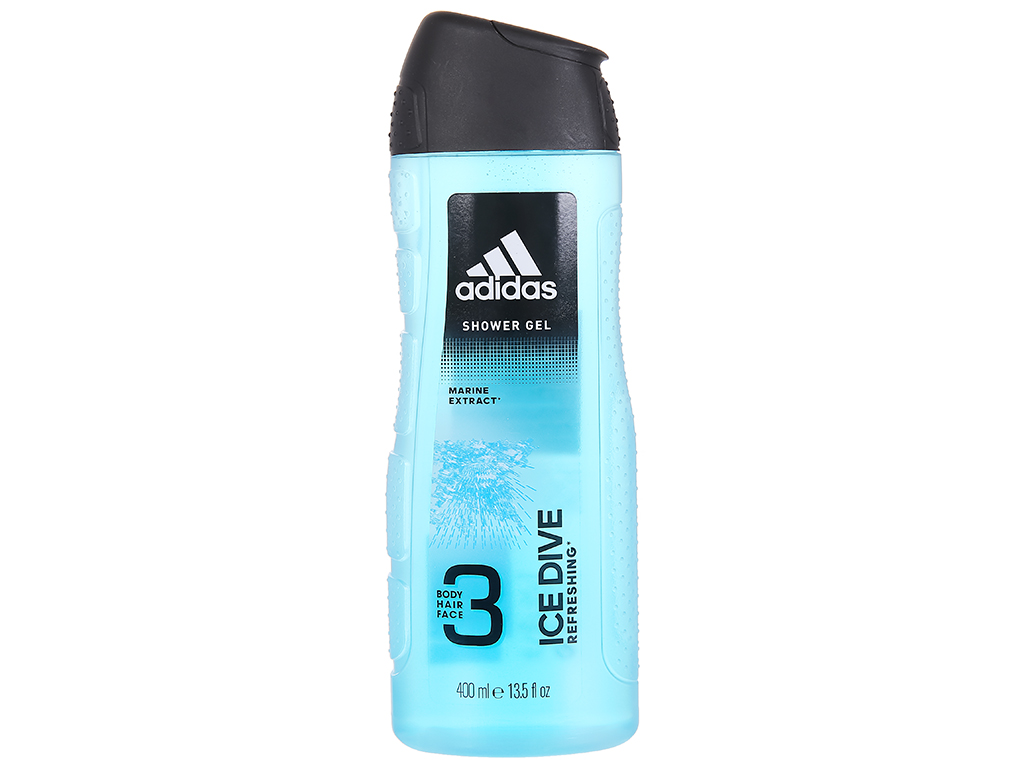 adidas
SHOWER GEL
MARINE
EXTRACT*
BODY
HAIR
FACE
3
ICE DIVE
REFRESHING*
400 ml e 13.5 fl oz